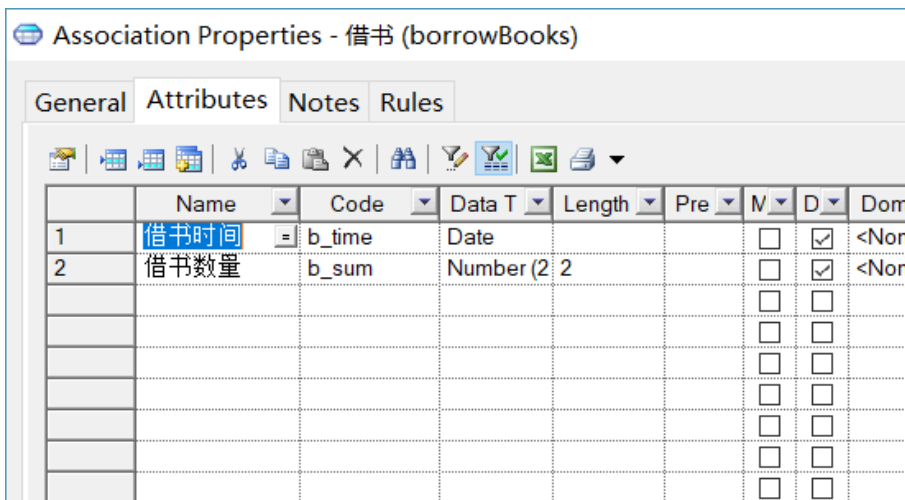 Association Properties - 借书 (borrowBooks)
General Attributes Notes Rules
Name Code Data T Length Pre M D Dom
1 借书时间 = b_time Date <Nor
2 借书数量 b_sum Number (2 2 <Nor